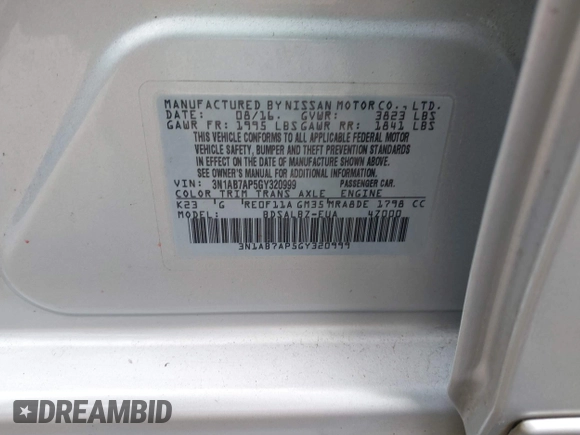 MANUFACTURED BY NISSAN MOTOR CO., LTD.
DATE: 08/16. GVWR: 3823 LBS
GAWR FR: 1995 LBS GAWR RR: 1841 LBS
THIS VEHICLE CONFORMS TO ALL APPLICABLE FEDERAL MOTOR
VEHICLE SAFETY, BUMPER AND THEFT PREVENTION STANDARDS
IN EFFECT ON THE DATE OF MANUFACTURE SHOWN ABOVE.
SEE OWNER'S MANUAL FOR ADDITIONAL INFORMATION.
VIN: 3N1AB7AP5GY320999 PASSENGER CAR.
COLOR TRIM TRANS AXLE ENGINE
K23 'G 'RE0F11A GM35 'MRA8DE 1798 CC
BDSALBZ-EUA 4Z000
3N1AB7AP5GY320999
DREAMBID